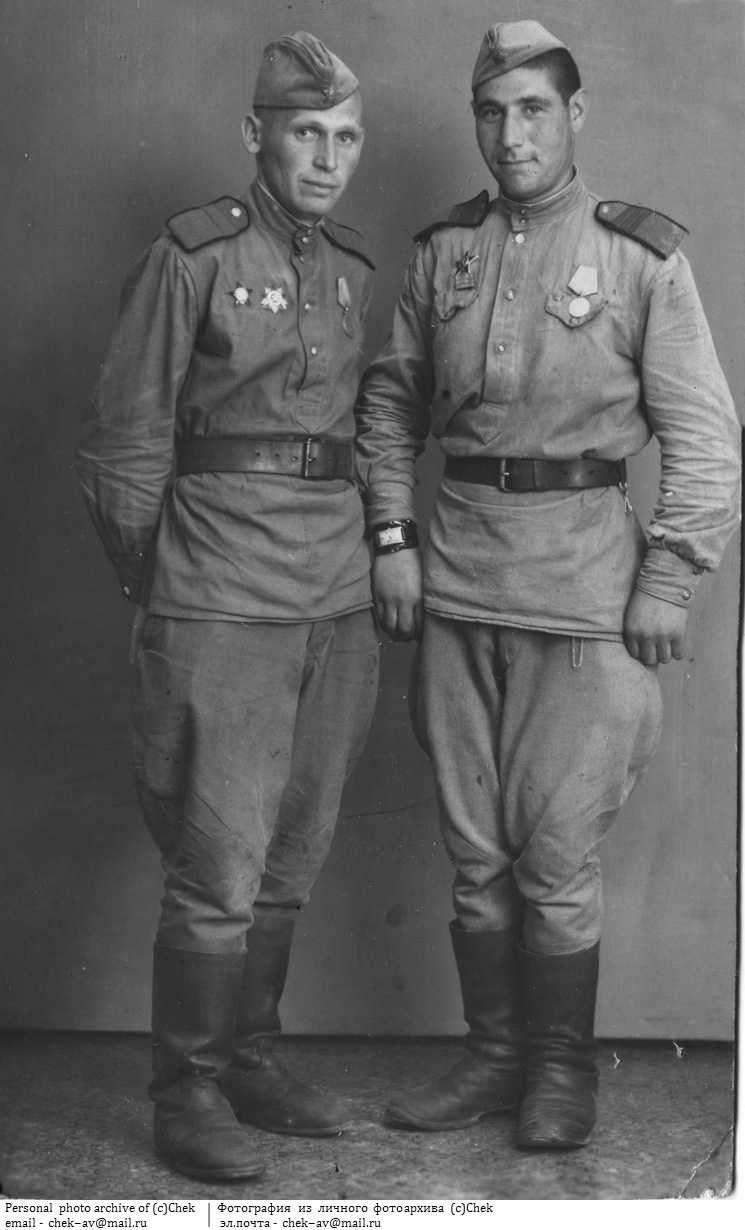 Personal photo archive of (c)Chek
email - chek-av@mail.ru
Фотография из личного фотоархива (c)Chek
эл.почта - chek-av@mail.ru